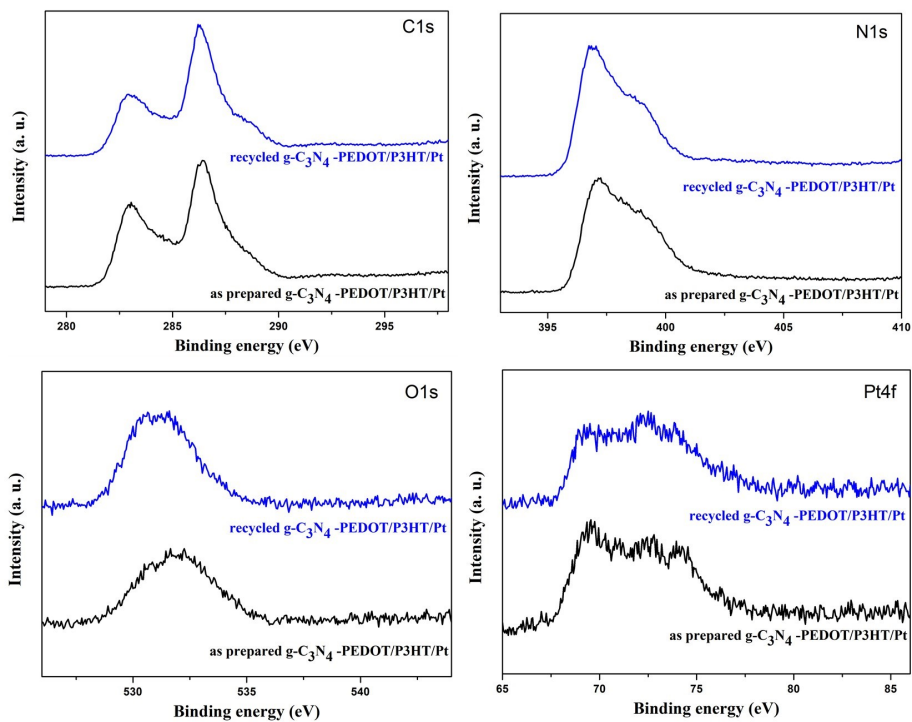 C1s
Intensity (a. u.)
recycled g-C3N4 -PEDOT/P3HT/Pt
as prepared g-C3N4 -PEDOT/P3HT/Pt
280 285 290 295
Binding energy (eV)
N1s
Intensity (a. u.)
recycled g-C3N4 -PEDOT/P3HT/Pt
as prepared g-C3N4 -PEDOT/P3HT/Pt
395 400 405 410
Binding energy (eV)
O1s
Intensity (a. u.)
recycled g-C3N4 -PEDOT/P3HT/Pt
as prepared g-C3N4 -PEDOT/P3HT/Pt
530 535 540
Binding energy (eV)
Pt4f
Intensity (a. u.)
recycled g-C3N4 -PEDOT/P3HT/Pt
as prepared g-C3N4 -PEDOT/P3HT/Pt
65 70 75 80 85
Binding energy (eV)